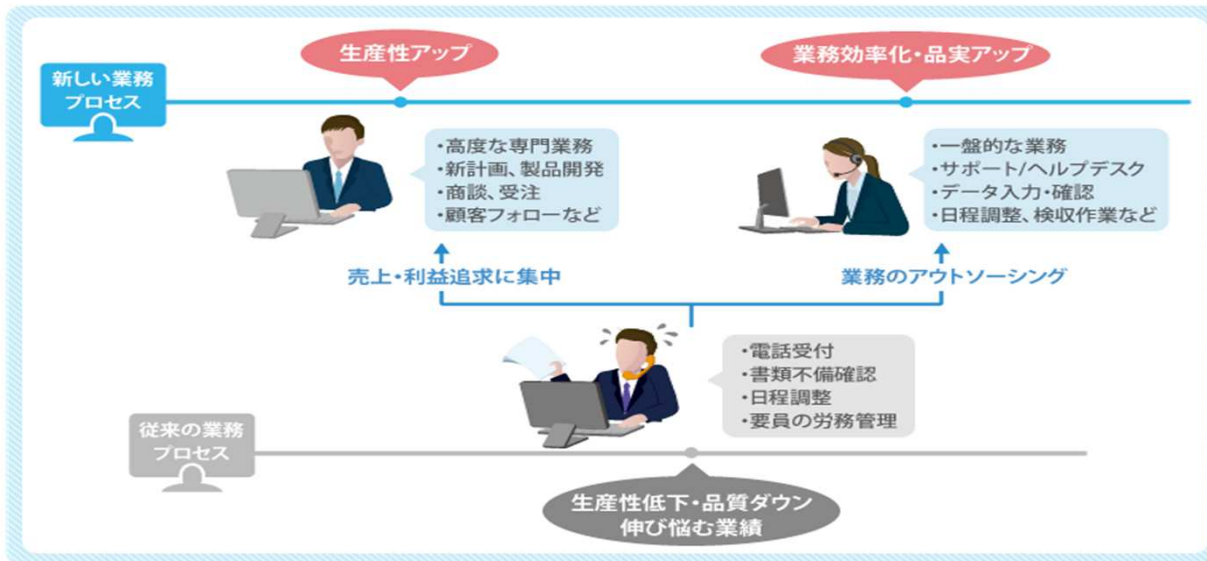 生産性アップ
業務効率化・品実アップ
新しい業務
プロセス
・高度な専門業務
・新計画、製品開発
・商談、受注
・顧客フォローなど
・一盤的な業務
・サポート/ヘルプデスク
・データ入力・確認
・日程調整、検収作業など
売上・利益追求に集中
業務のアウトソーシング
・電話受付
・書類不備確認
・日程調整
・要員の労務管理
従来の業務
プロセス
生産性低下・品質ダウン
伸び悩む業績